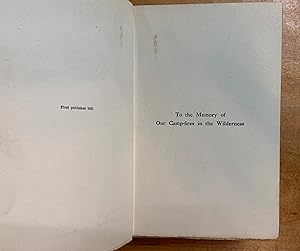 First published
To the Memory of
Our Camp-fires in the Wilderness